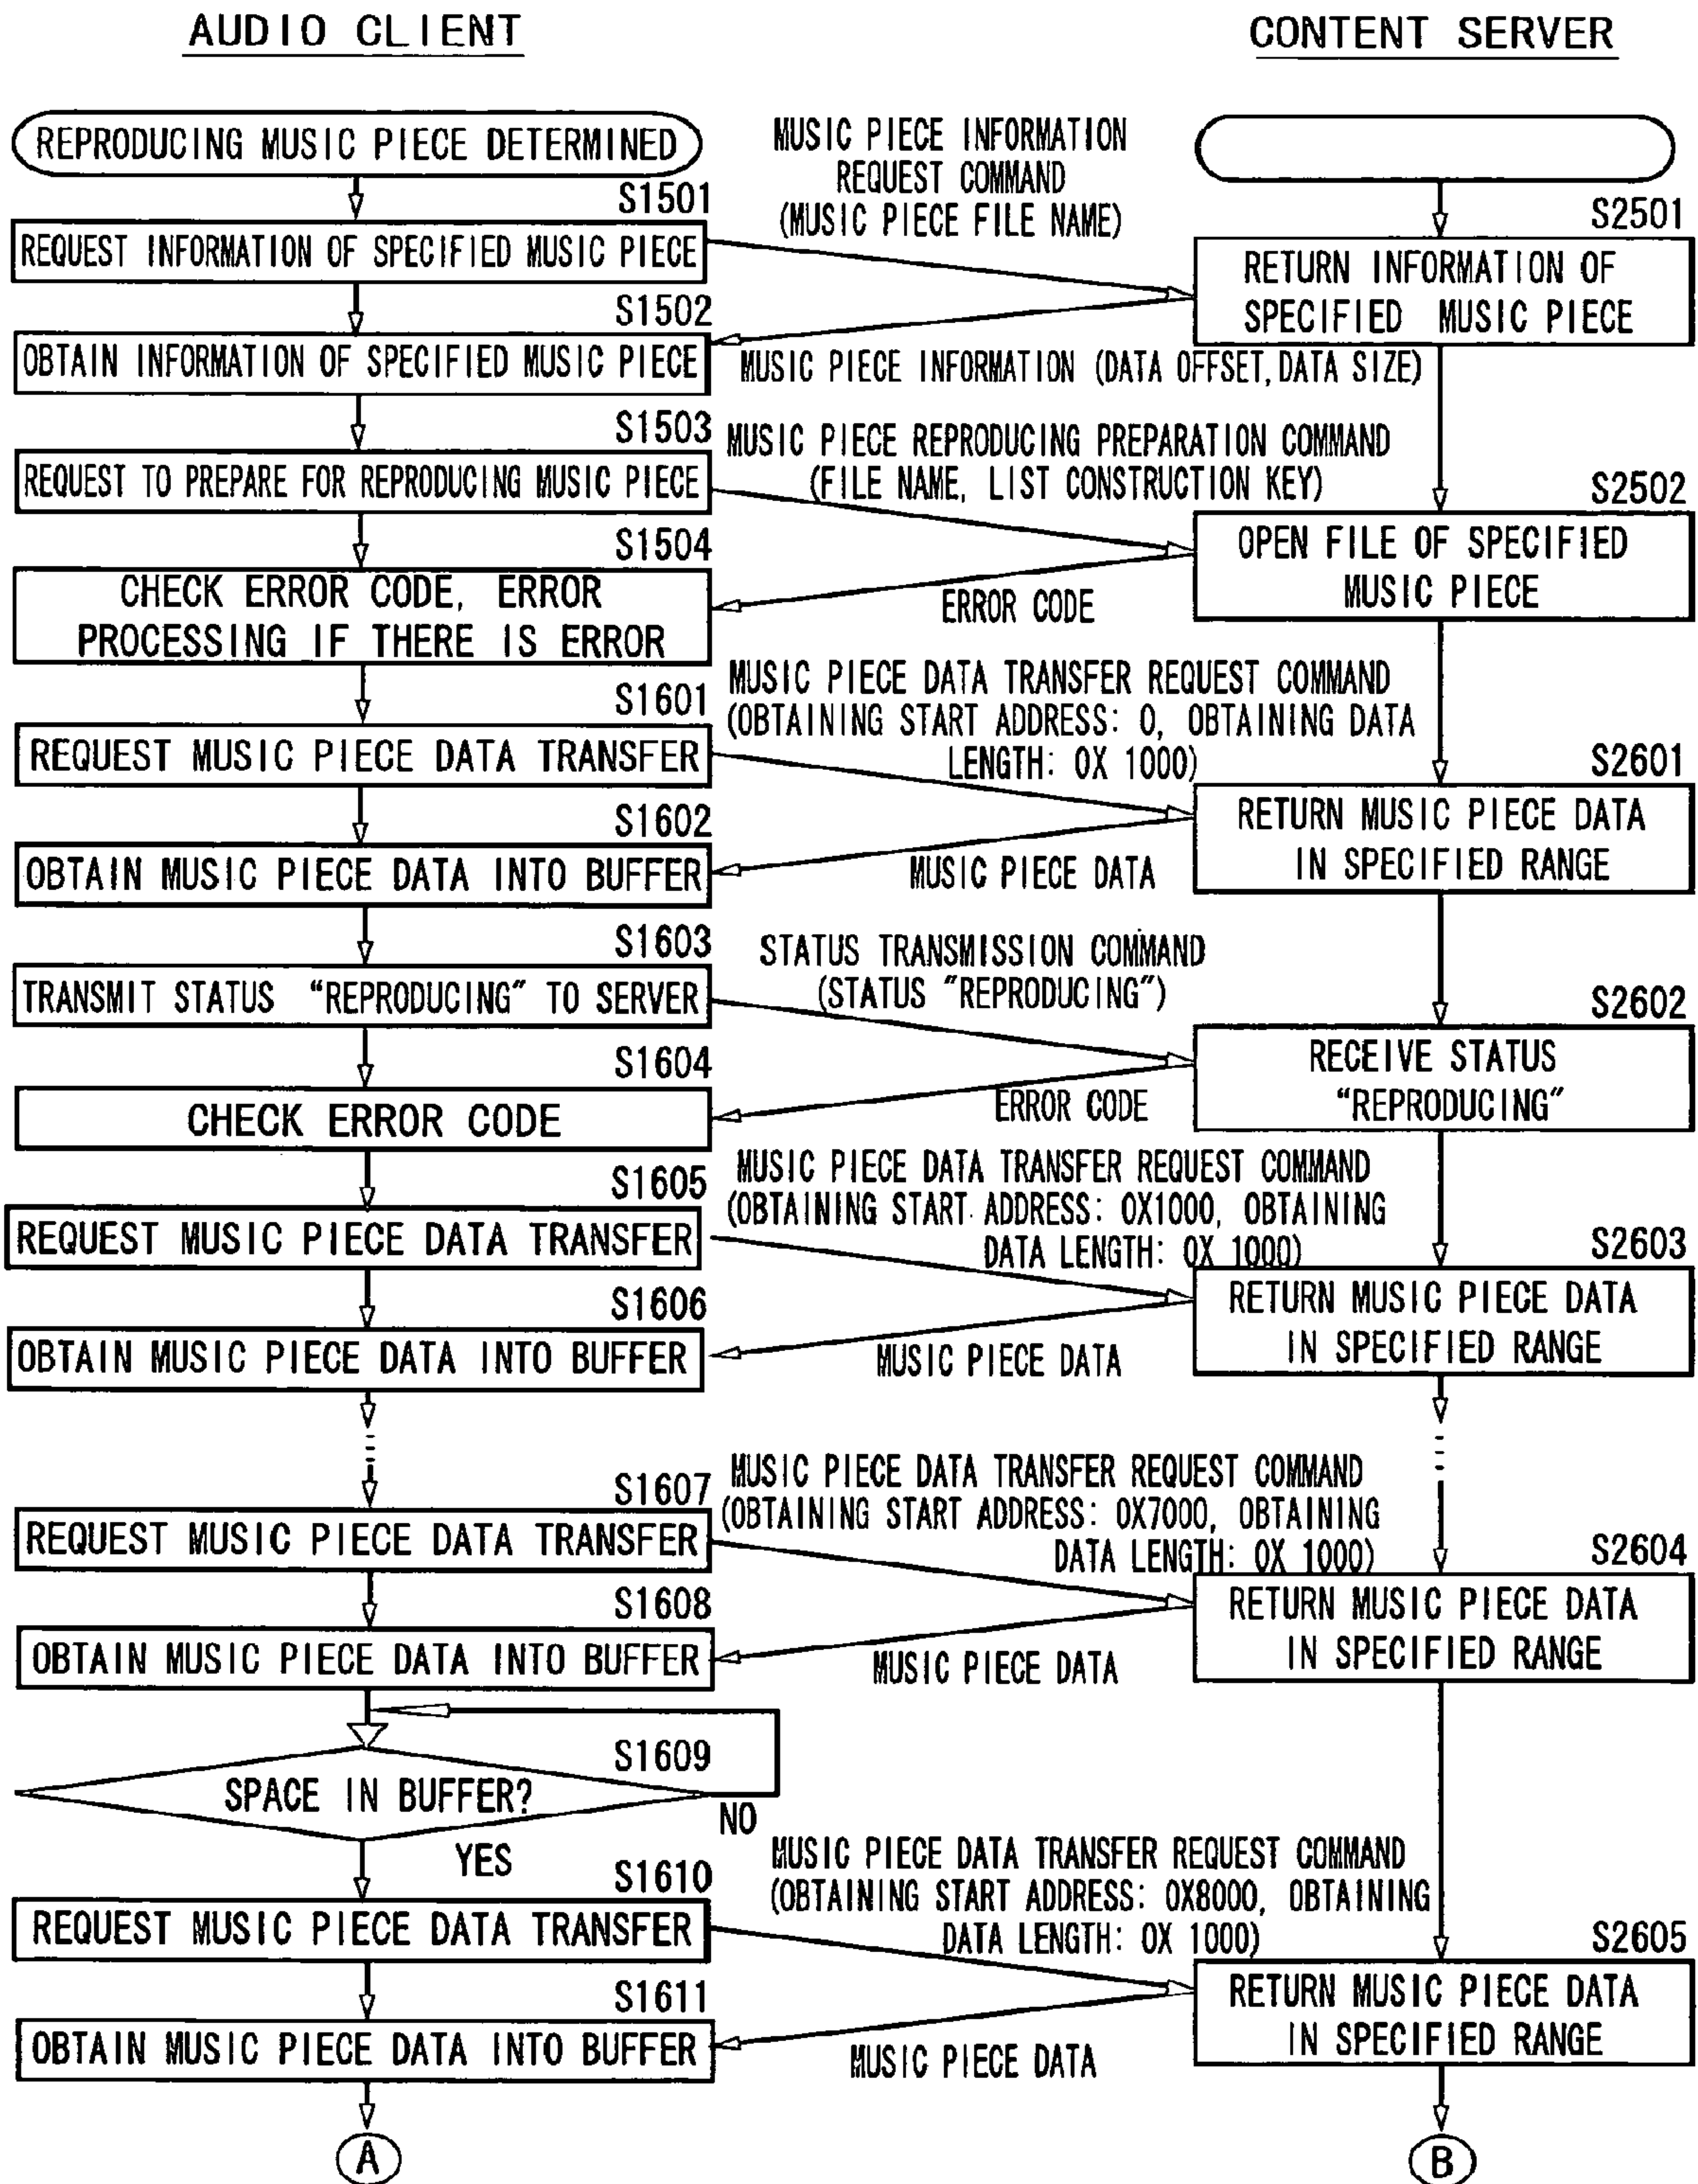 AUDIO CLIENT
CONTENT SERVER
REPRODUCING MUSIC PIECE DETERMINED
MUSIC PIECE INFORMATION
REQUEST COMMAND
(MUSIC PIECE FILE NAME)
S1501
S2501
REQUEST INFORMATION OF SPECIFIED MUSIC PIECE
RETURN INFORMATION OF
SPECIFIED MUSIC PIECE
S1502
OBTAIN INFORMATION OF SPECIFIED MUSIC PIECE
MUSIC PIECE INFORMATION (DATA OFFSET, DATA SIZE)
S1503
MUSIC PIECE REPRODUCING PREPARATION COMMAND
(FILE NAME, LIST CONSTRUCTION KEY)
REQUEST TO PREPARE FOR REPRODUCING MUSIC PIECE
S2502
OPEN FILE OF SPECIFIED
MUSIC PIECE
S1504
CHECK ERROR CODE, ERROR
PROCESSING IF THERE IS ERROR
ERROR CODE
MUSIC PIECE DATA TRANSFER REQUEST COMMAND
(OBTAINING START ADDRESS: 0, OBTAINING DATA
LENGTH: 0X 1000)
S1601
REQUEST MUSIC PIECE DATA TRANSFER
S2601
RETURN MUSIC PIECE DATA
IN SPECIFIED RANGE
S1602
OBTAIN MUSIC PIECE DATA INTO BUFFER
MUSIC PIECE DATA
S1603
STATUS TRANSMISSION COMMAND
(STATUS "REPRODUCING")
TRANSMIT STATUS "REPRODUCING" TO SERVER
S2602
RECEIVE STATUS
"REPRODUCING"
S1604
CHECK ERROR CODE
ERROR CODE
MUSIC PIECE DATA TRANSFER REQUEST COMMAND
(OBTAINING START ADDRESS: 0X1000, OBTAINING
DATA LENGTH: 0X 1000)
S1605
REQUEST MUSIC PIECE DATA TRANSFER
S2603
RETURN MUSIC PIECE DATA
IN SPECIFIED RANGE
S1606
OBTAIN MUSIC PIECE DATA INTO BUFFER
MUSIC PIECE DATA
MUSIC PIECE DATA TRANSFER REQUEST COMMAND
(OBTAINING START ADDRESS: 0X7000, OBTAINING
DATA LENGTH: 0X 1000)
S1607
REQUEST MUSIC PIECE DATA TRANSFER
S2604
RETURN MUSIC PIECE DATA
IN SPECIFIED RANGE
S1608
OBTAIN MUSIC PIECE DATA INTO BUFFER
MUSIC PIECE DATA
S1609
SPACE IN BUFFER?
NO
YES
MUSIC PIECE DATA TRANSFER REQUEST COMMAND
(OBTAINING START ADDRESS: 0X8000, OBTAINING
DATA LENGTH: 0X 1000)
S1610
REQUEST MUSIC PIECE DATA TRANSFER
S2605
RETURN MUSIC PIECE DATA
IN SPECIFIED RANGE
S1611
OBTAIN MUSIC PIECE DATA INTO BUFFER
MUSIC PIECE DATA
A
B